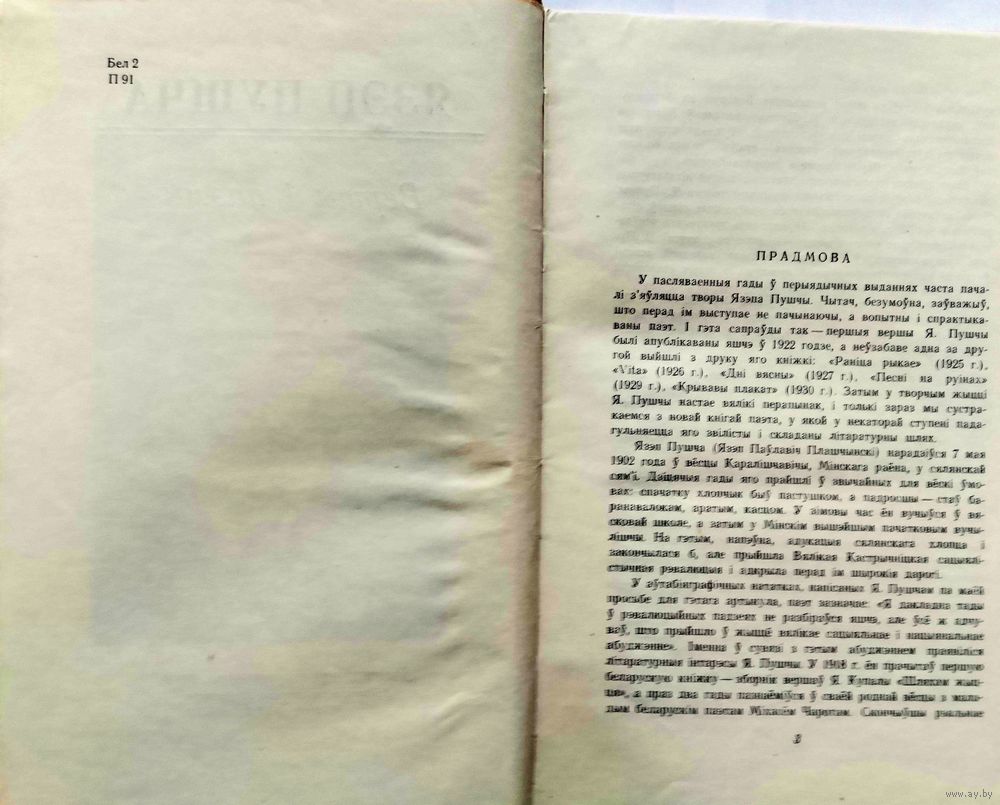 Бел 2
П 91
ЯЗЭП ПУШЧА
ПРАДМОВА
У пасляваенныя гады ў перыядычных выданнях часта пача-
лі з'яўляцца творы Язэпа Пушчы. Чытач, безумоўна, заўважыў,
што перад ім выступае не пачынаючы, а вопытны і спрактыка-
ваны паэт. І гэта сапраўды так — першыя вершы Я. Пушчы
былі апублікаваны яшчэ ў 1922 годзе, а неўзабаве адна за дру-
гой выйшлі з друку яго кніжкі: «Раніца рыкае» (1925 г.),
«Vita» (1926 г.), «Дні вясны» (1927 г.), «Песні на руінах»
(1929 г.), «Крывавы плакат» (1930 г.). Затым у творчым жыцці
Я. Пушчы настае вялікі перапынак, і толькі зараз мы сустра-
каемся з новай кнігай паэта, у якой у некаторай ступені пада-
гульняецца яго звілісты і складаны літаратурны шлях.
Язэп Пушча (Язэп Паўлавіч Плашчынскі) нарадзіўся 7 мая
1902 года ў вёсцы Каралішчавічы, Мінскага раёна, у сялянскай
сям'і. Дзіцячыя гады яго прайшлі ў звычайных для вёскі ўмо-
вах: спачатку хлопчык быў пастушком, а падросшы — стаў ба-
ранавалокам, аратым, касцом. У зімовы час ён вучыўся ў вя-
сковай школе, а затым у Мінскім вышэйшым пачатковым вучы-
лішчы. На гэтым, напэўна, адукацыя сялянскага хлопца і
закончылася б, але прыйшла Вялікая Кастрычніцкая сацыялі-
стычная рэвалюцыя і адкрыла перад ім шырокія дарогі.
У аўтабіяграфічных нататках, напісаных Я. Пушчам па маёй
просьбе для гэтага артыкула, паэт зазначае: «Я дакладна тады
ў рэвалюцыйных падзеях не разбіраўся яшчэ, але ўсё ж адчу-
ваў, што прыйшло ў жыццё вялікае сацыяльнае і нацыянальнае
абуджэнне». Іменна ў сувязі з гэтым абуджэннем праявіліся
літаратурныя інтарэсы Я. Пушчы. У 1918 г. ён прачытаў першую
беларускую кніжку — зборнік вершаў Я. Купалы «Шляхам жыц-
ця», а праз два гады пазнаёміўся ў сваёй роднай вёсцы з мала-
дым беларускім паэтам Міхасём Чаротам. Скончыўшы рэальнае
3
www.ay.by